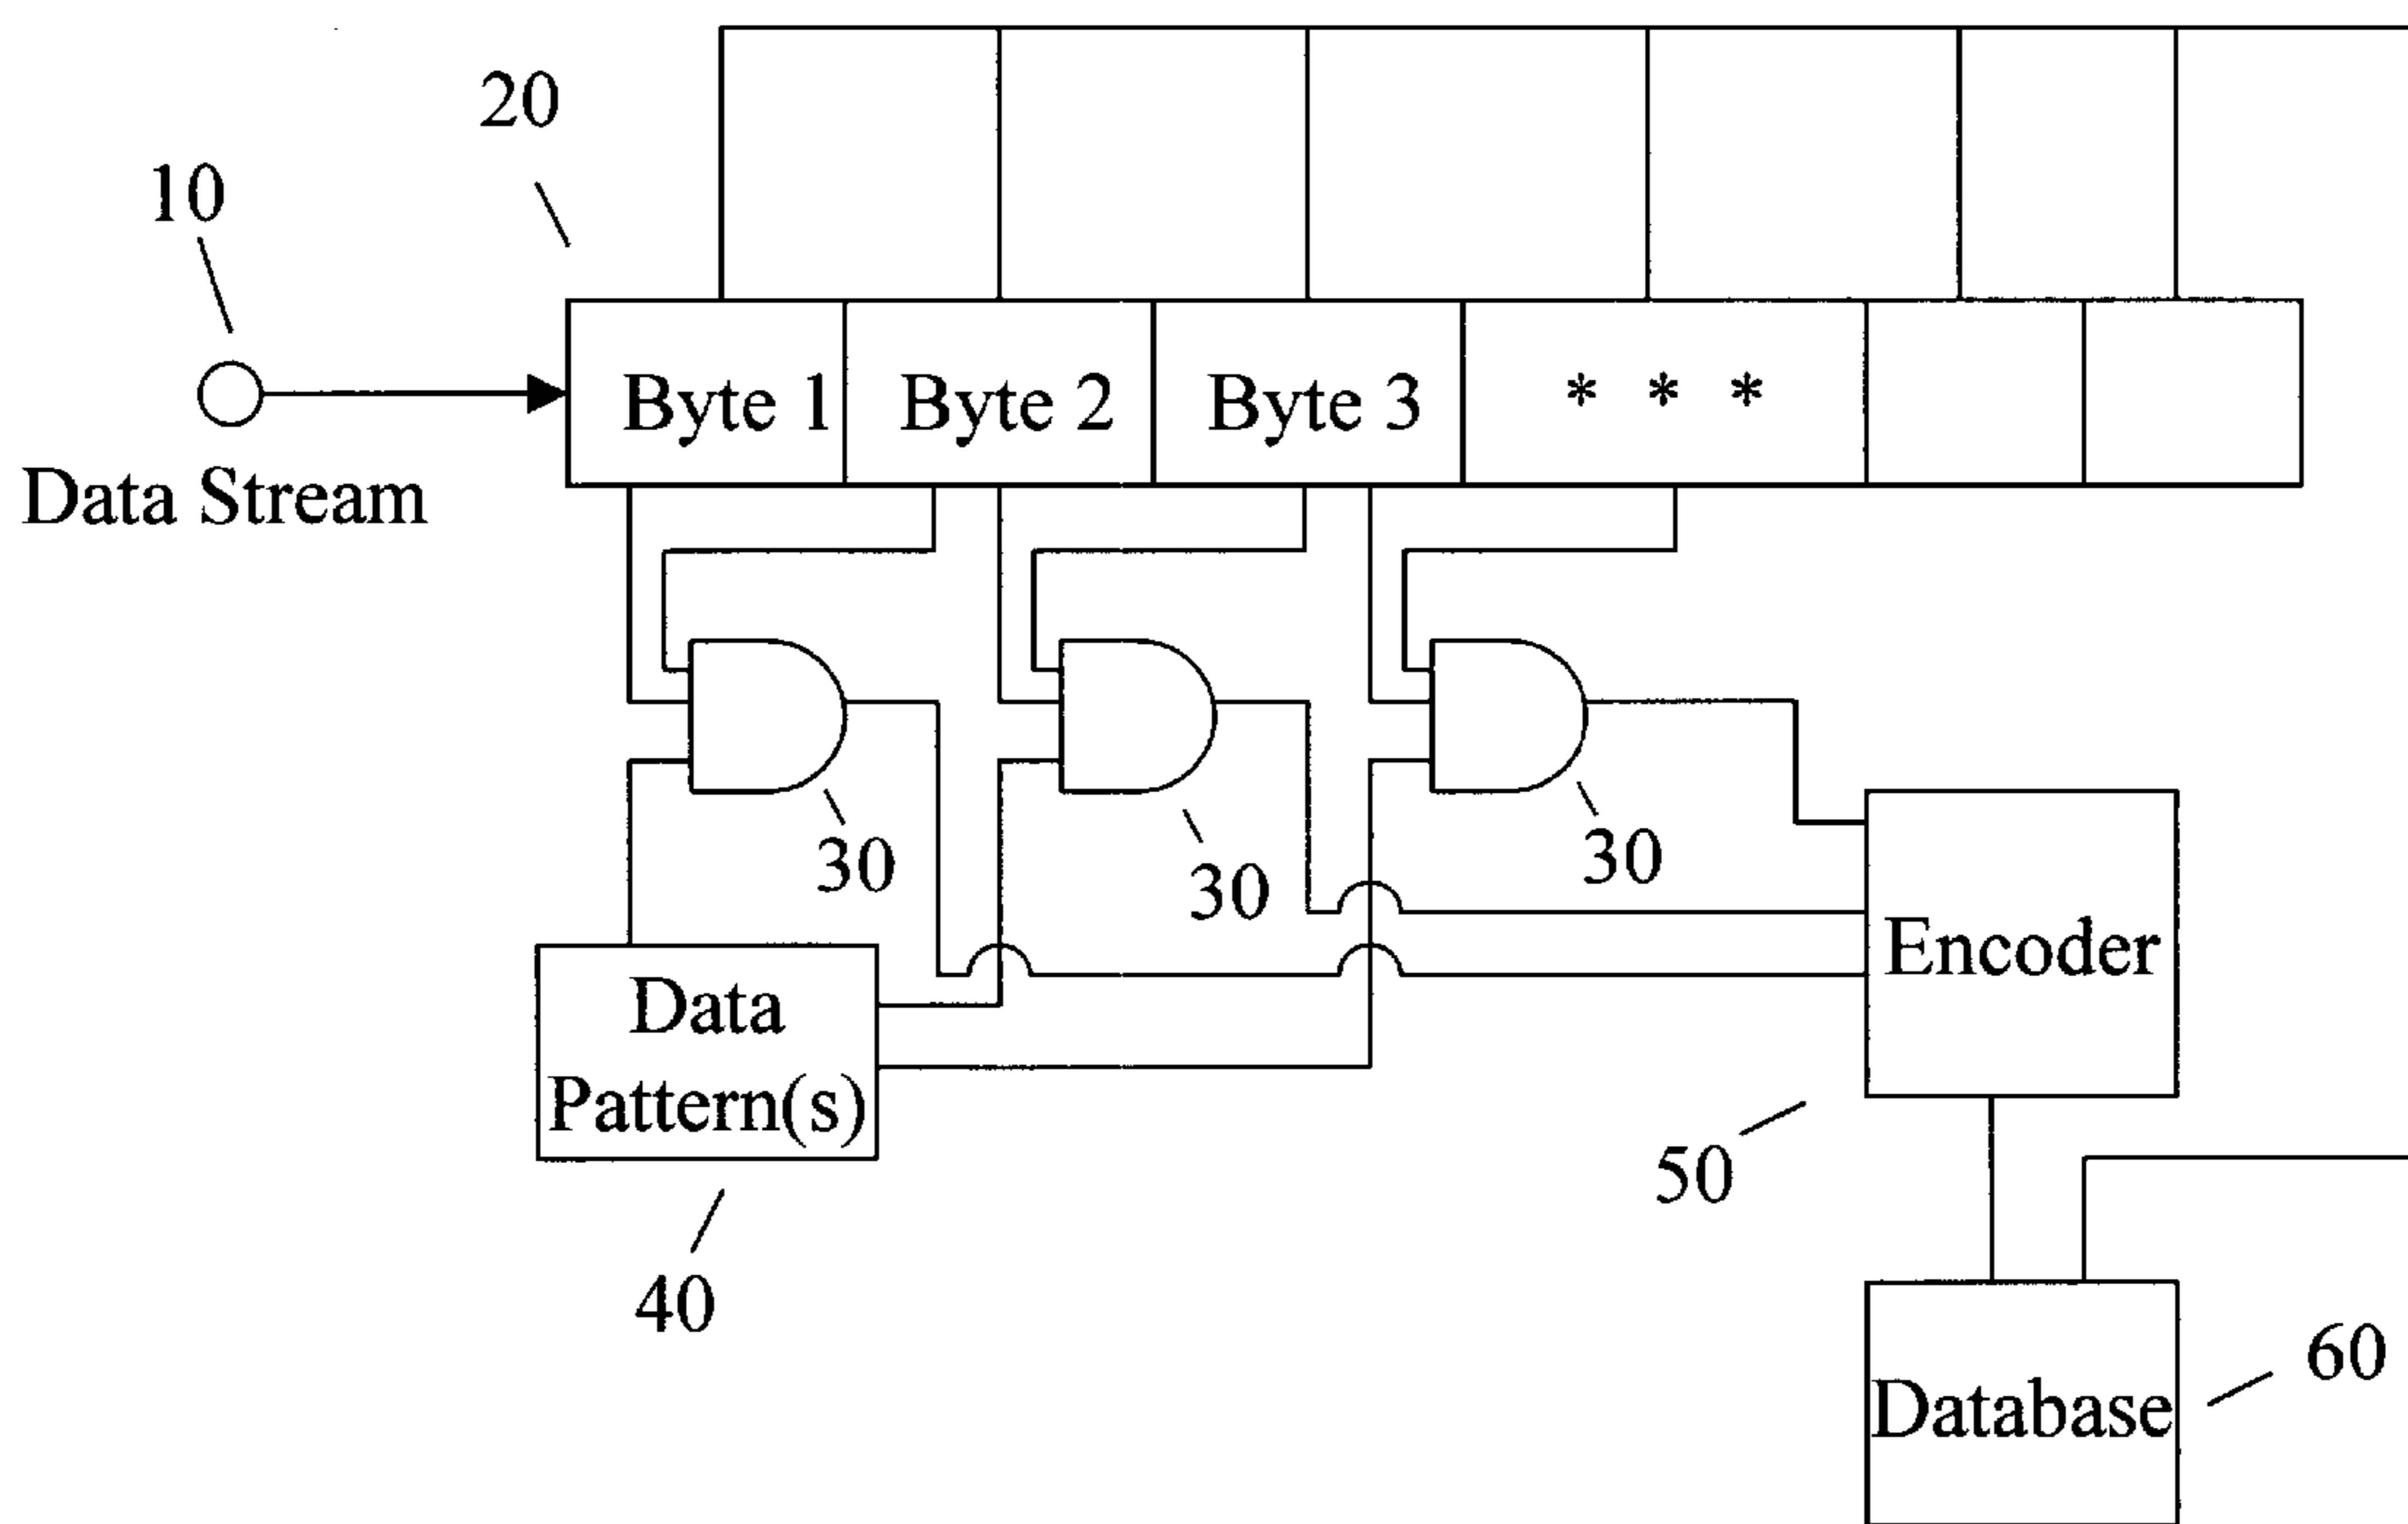 20
10
Byte 1 Byte 2 Byte 3 * * *
Data Stream
30 30 30
Encoder
Data
Pattern(s)
50
40
60
Database